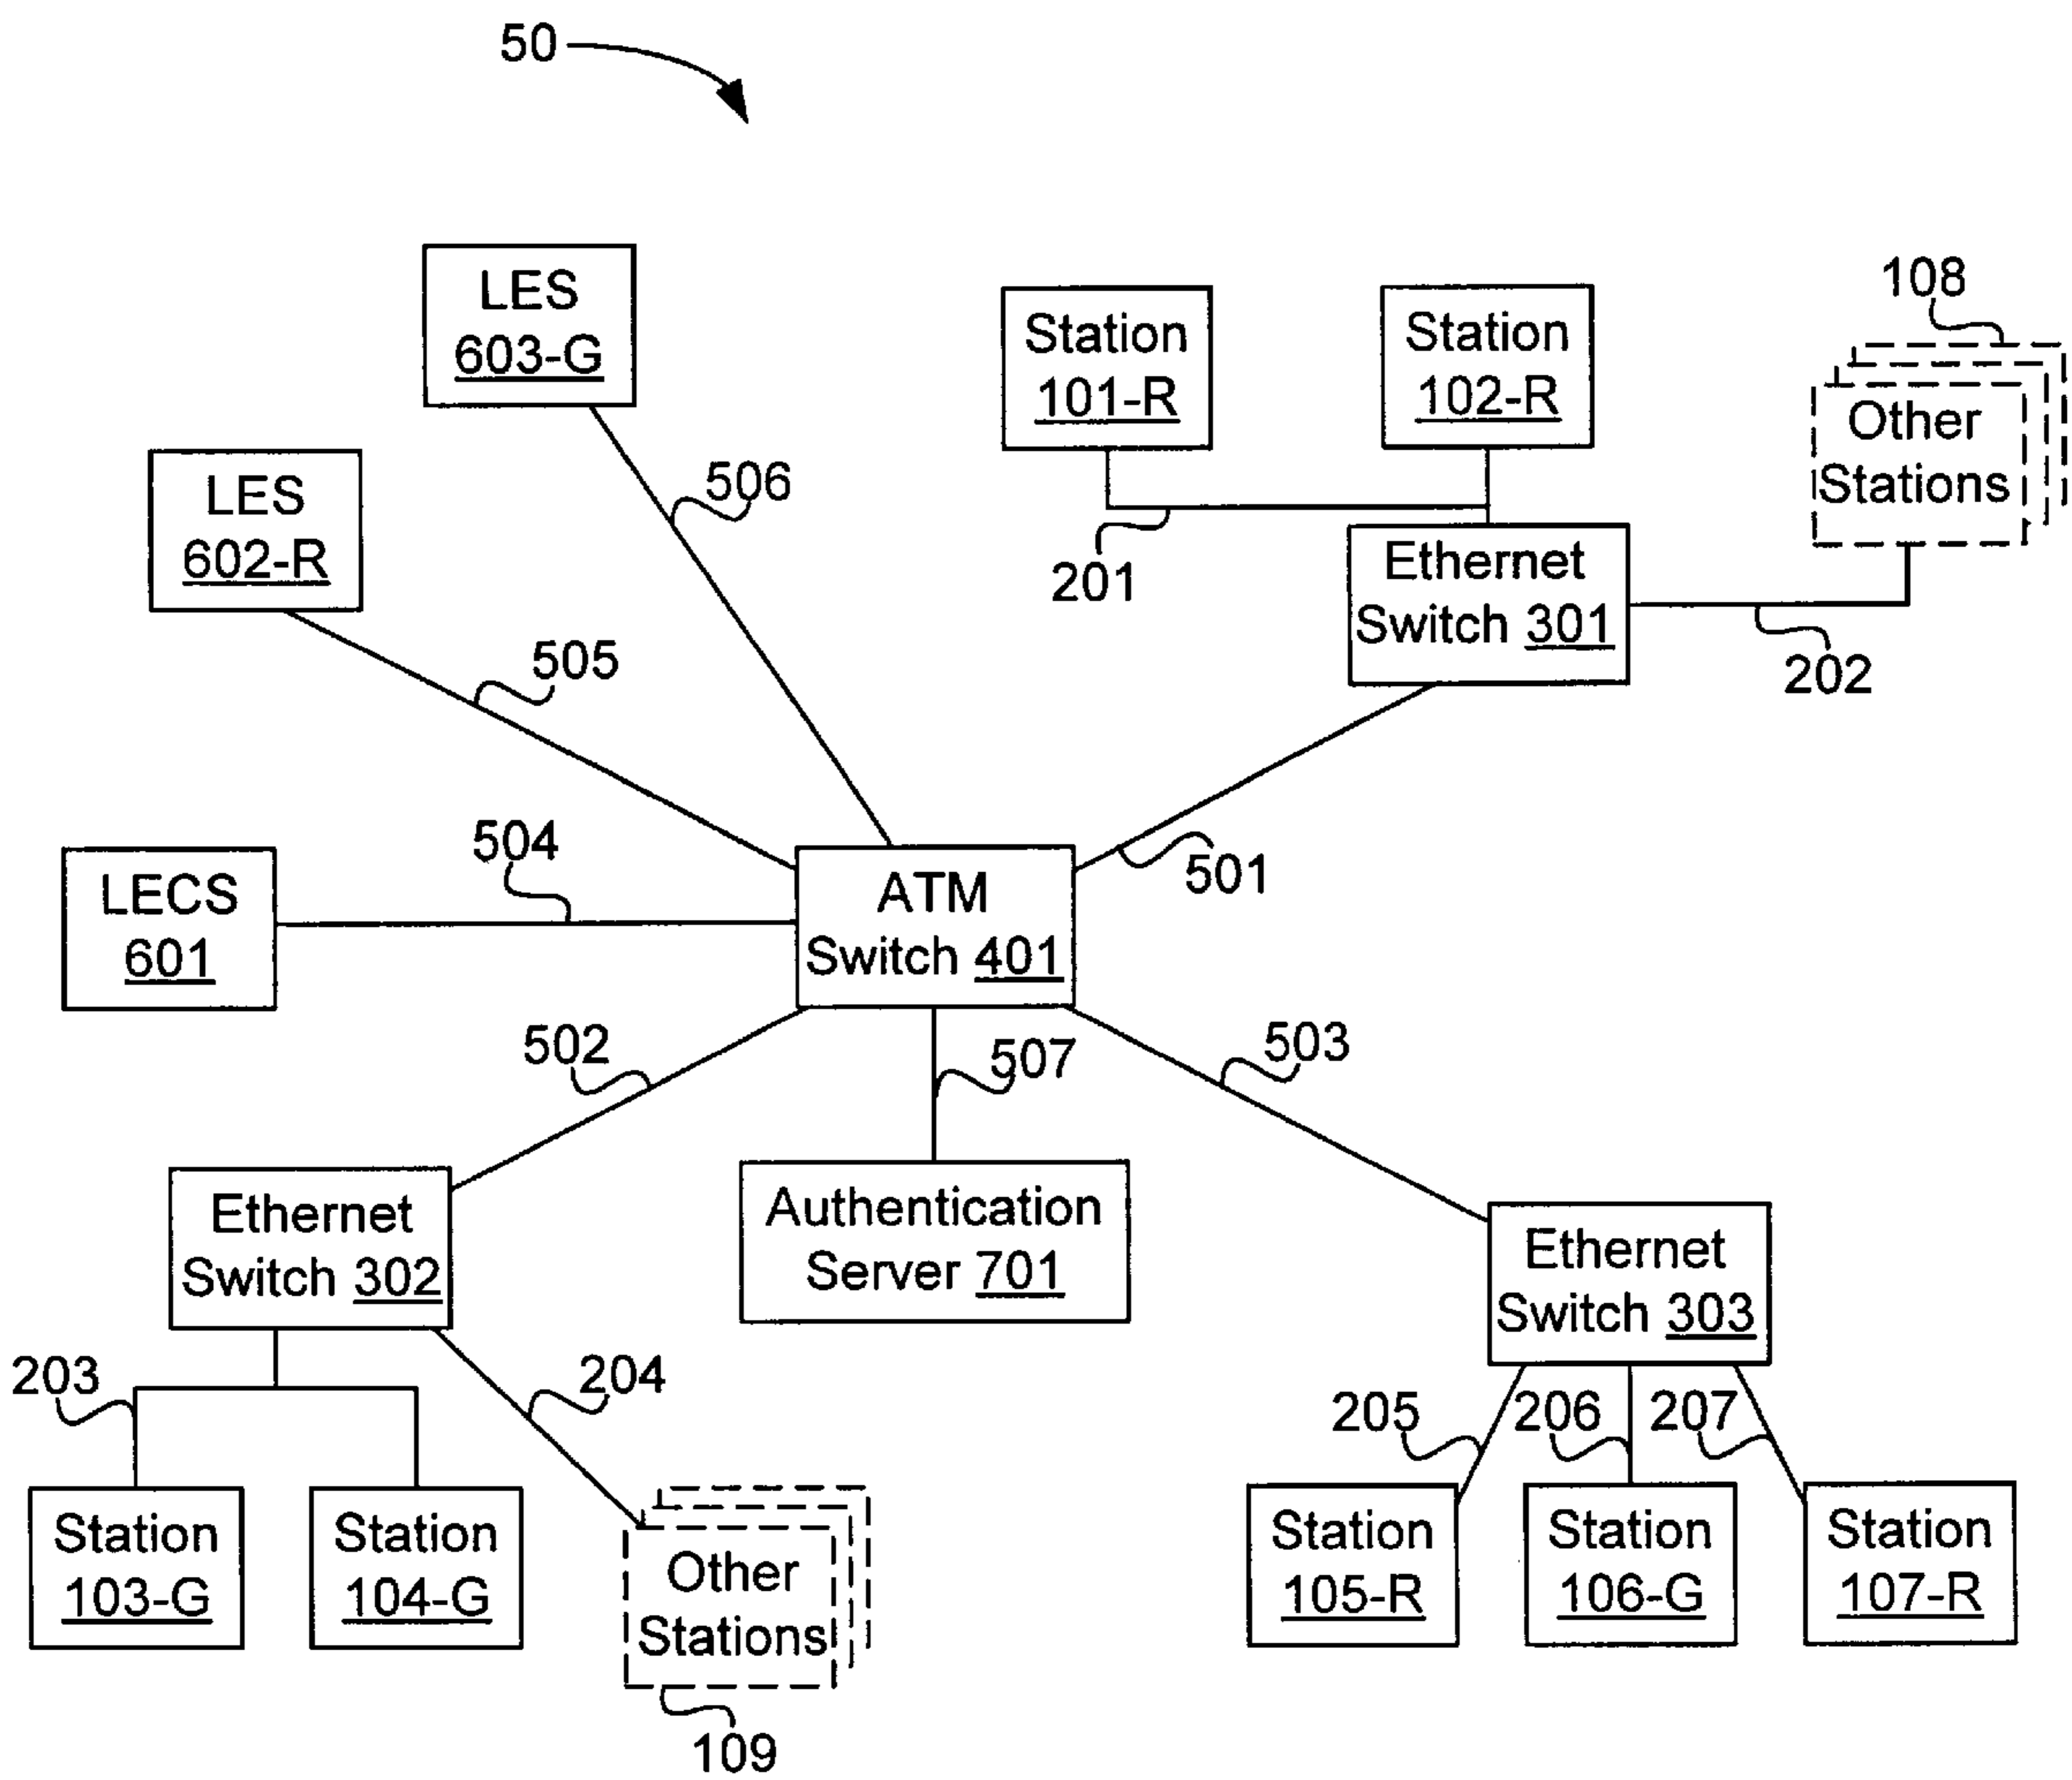 50
LES
603-G
Station
101-R
Station
102-R
108
Other
Stations
LES
602-R
506
201
Ethernet
Switch 301
202
505
504
501
LECS
601
ATM
Switch 401
502
507
503
Ethernet
Switch 302
Authentication
Server 701
Ethernet
Switch 303
203
204
205
206
207
Station
103-G
Station
104-G
Other
Stations
109
Station
105-R
Station
106-G
Station
107-R